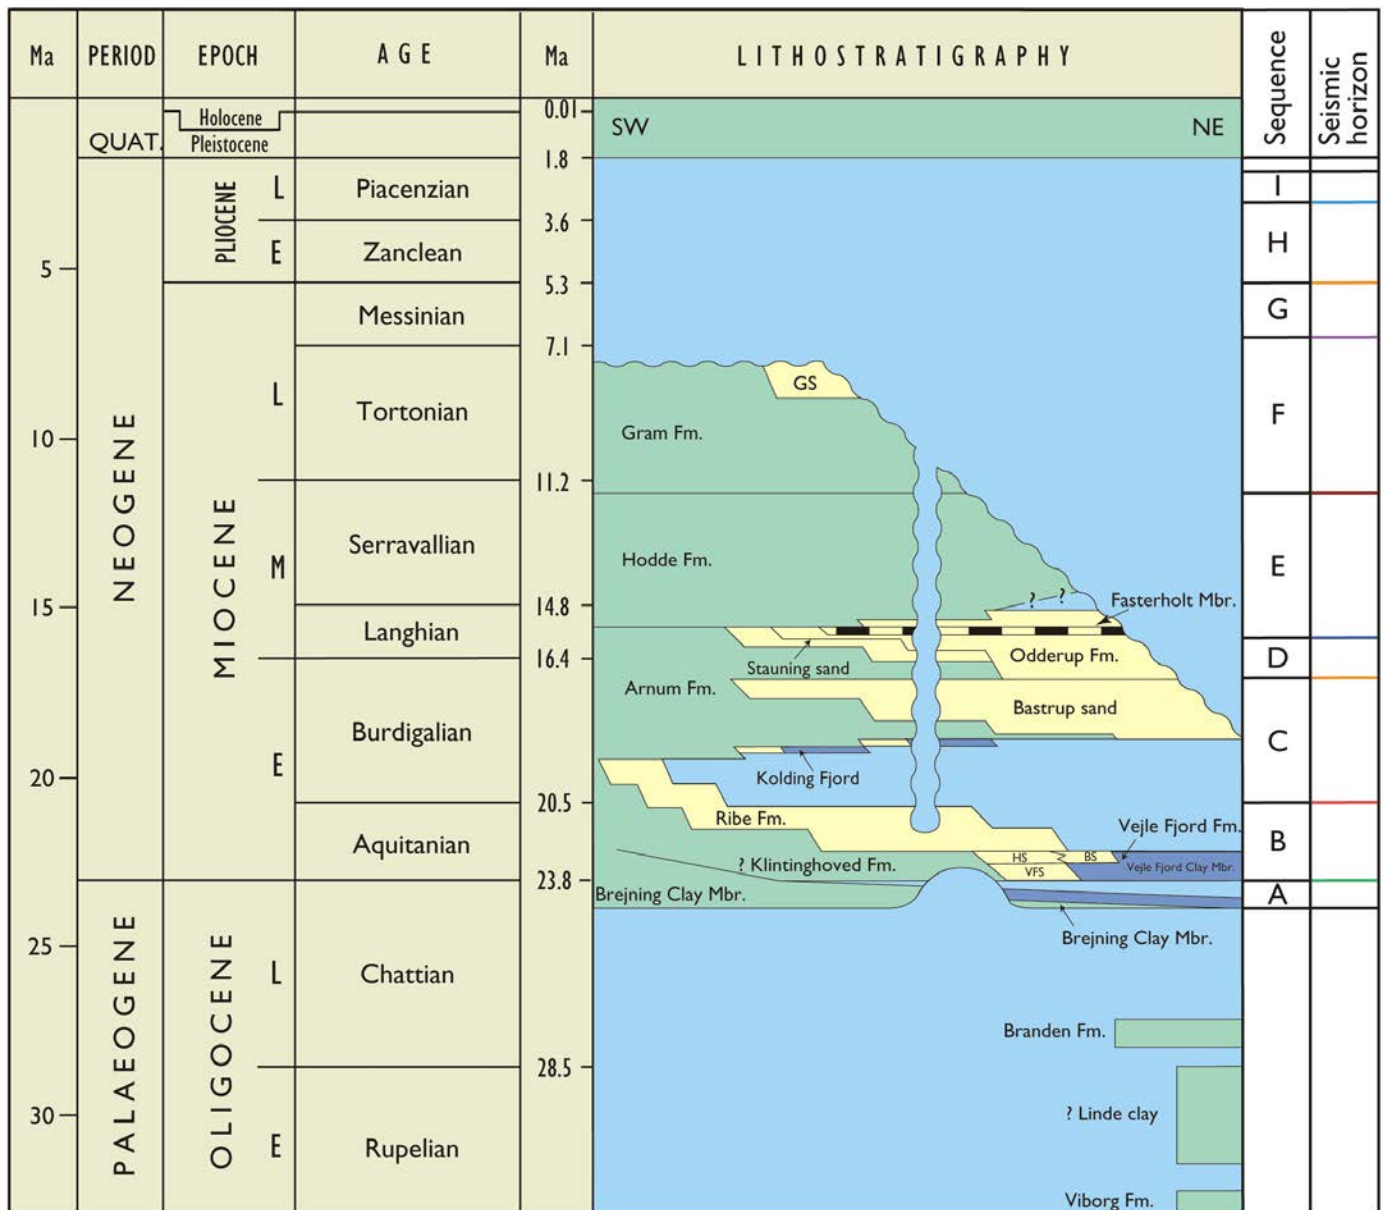 Ma PERIOD EPOCH AGE Ma LITHOSTRATIGRAPHY Sequence Seismic horizon
Holocene 0.01
SW NE
QUAT. Pleistocene
1.8
PLIOCENE L Piacenzian I
3.6
E Zanclean H
5
5.3
Messinian G
7.1
GS
L Tortonian F
10 Gram Fm.
11.2
NEOGENE
MIOCENE
Serravallian
M Hodde Fm. E
? ? Fasterholt Mbr.
15 14.8
Langhian
Stauning sand Odderup Fm. D
16.4
Arnum Fm.
Bastrup sand
Burdigalian C
E
20 Kolding Fjord
20.5
Ribe Fm. Vejle Fjord Fm.
Aquitanian B
HS BS
? Klintinghoved Fm. VFS Vejle Fjord Clay Mbr.
23.8
Brejning Clay Mbr. A
Brejning Clay Mbr.
25
PALAEOGENE
OLIGOCENE
L Chattian
Branden Fm.
28.5
30 ? Linde clay
E Rupelian
Viborg Fm.